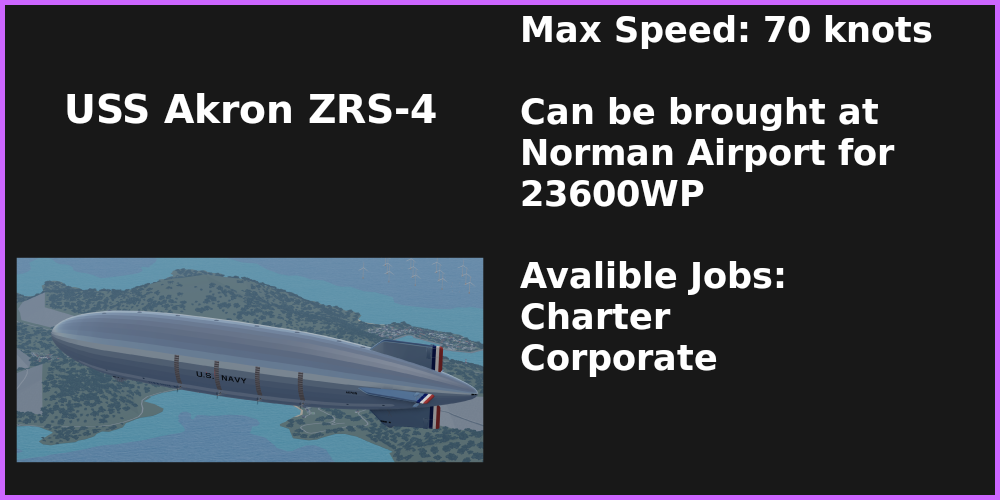 USS Akron ZRS-4
U.S. NAVY
Max Speed: 70 knots
Can be brought at
Norman Airport for
23600WP
Avalible Jobs:
Charter
Corporate